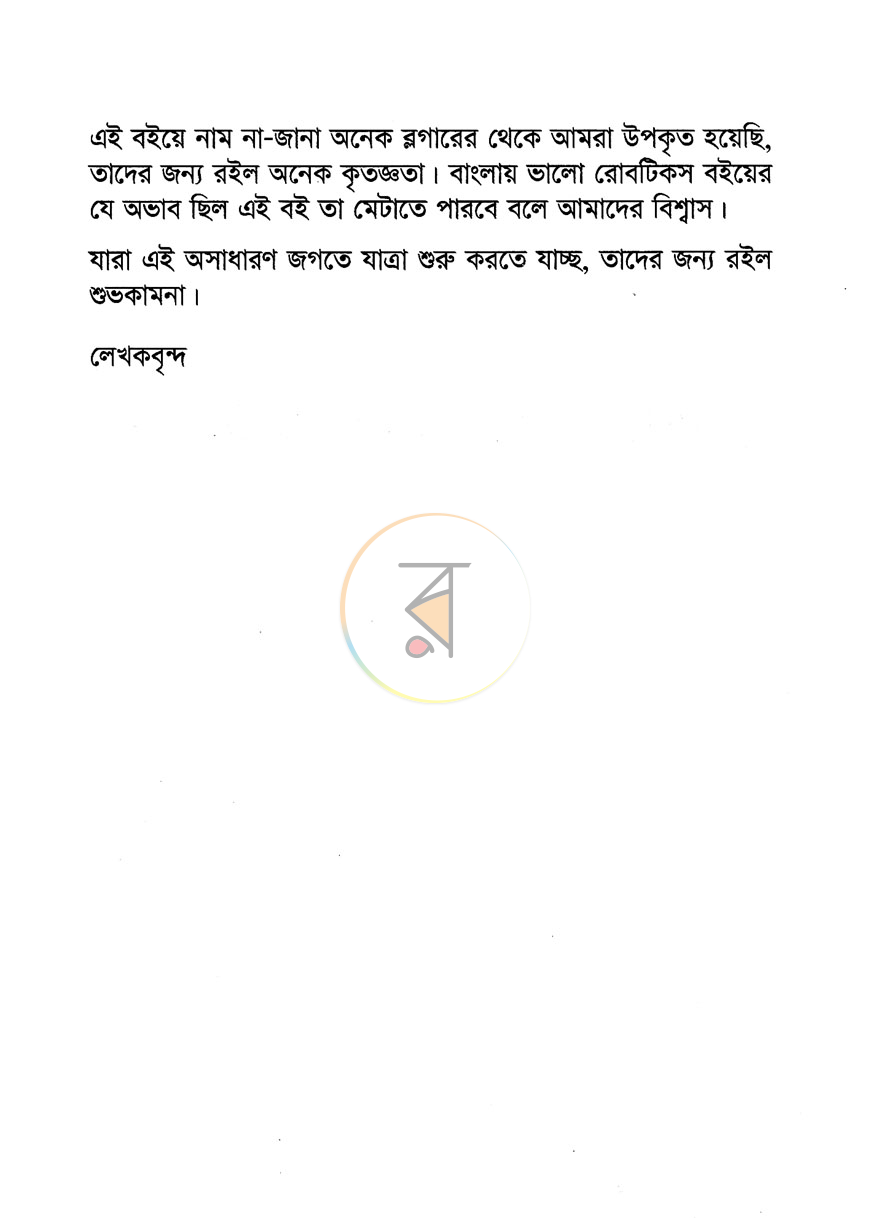 এই বইয়ে নাম না-জানা অনেক ব্লগারের থেকে আমরা উপকৃত হয়েছি,
তাদের জন্য রইল অনেক কৃতজ্ঞতা। বাংলায় ভালো রোবটিকস বইয়ের
যে অভাব ছিল এই বই তা মেটাতে পারবে বলে আমাদের বিশ্বাস।
যারা এই অসাধারণ জগতে যাত্রা শুরু করতে যাচ্ছ, তাদের জন্য রইল
শুভকামনা।
লেখকবৃন্দ